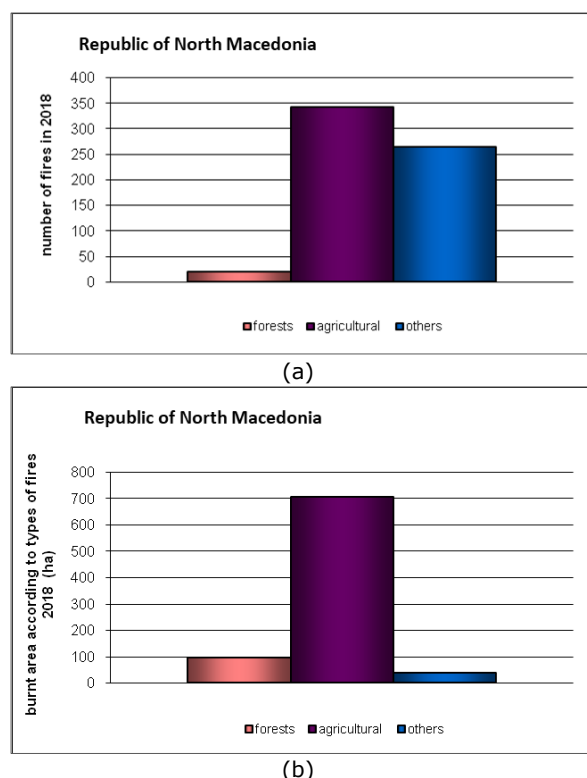 Republic of North Macedonia
number of fires in 2018
400
350
300
250
200
150
100
50
0
forests agricultural others
(a)
Republic of North Macedonia
burnt area according to types of fires
2018 (ha)
800
700
600
500
400
300
200
100
0
forests agricultural others
(b)